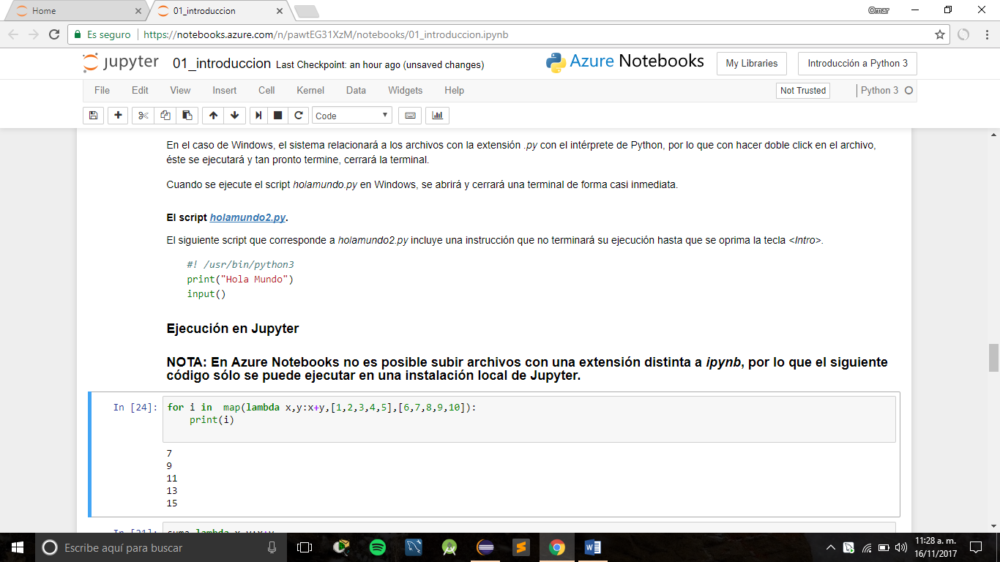 Home
01_introduccion
Omar
Es seguro https://notebooks.azure.com/n/pawtEG31XzM/notebooks/01_introduccion.ipynb
jupyter 01_introduccion Last Checkpoint: an hour ago (unsaved changes)
Azure Notebooks
My Libraries
Introducción a Python 3
File Edit View Insert Cell Kernel Data Widgets Help
Not Trusted
Python 3
Code
En el caso de Windows, el sistema relacionará a los archivos con la extensión .py con el intérprete de Python, por lo que con hacer doble click en el archivo,
éste se ejecutará y tan pronto termine, cerrará la terminal.
Cuando se ejecute el script holamundo.py en Windows, se abrirá y cerrará una terminal de forma casi inmediata.
El script holamundo2.py.
El siguiente script que corresponde a holamundo2.py incluye una instrucción que no terminará su ejecución hasta que se oprima la tecla <Intro>.
#! /usr/bin/python3
print("Hola Mundo")
input()
Ejecución en Jupyter
NOTA: En Azure Notebooks no es posible subir archivos con una extensión distinta a ipynb, por lo que el siguiente
código sólo se puede ejecutar en una instalación local de Jupyter.
In [24]: for i in  map(lambda x,y:x+y,[1,2,3,4,5],[6,7,8,9,10]):
print(i)
7
9
11
13
15
In [21]: suma lambda x,y:x+y
Escribe aquí para buscar
11:28 a. m.
16/11/2017